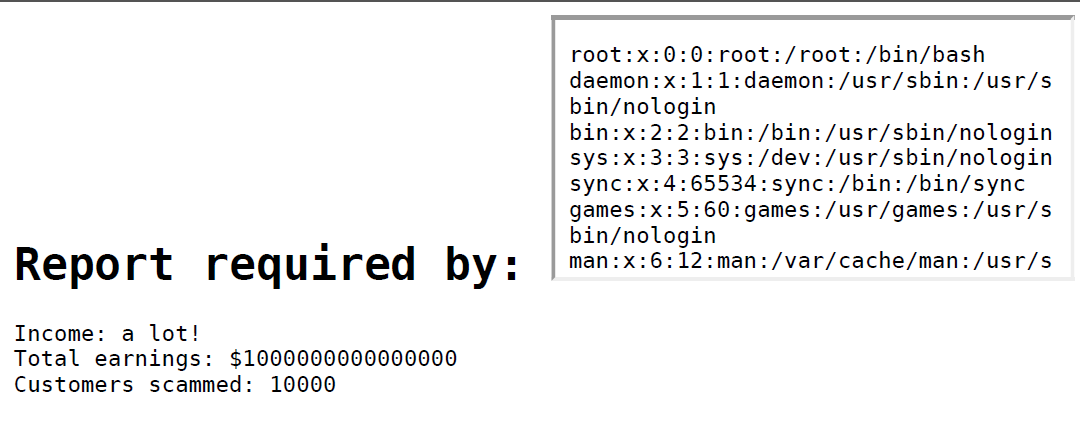 root:x:0:0:root:/root:/bin/bash
daemon:x:1:1:daemon:/usr/sbin:/usr/s
bin/nologin
bin:x:2:2:bin:/bin:/usr/sbin/nologin
sys:x:3:3:sys:/dev:/usr/sbin/nologin
sync:x:4:65534:sync:/bin:/bin/sync
games:x:5:60:games:/usr/games:/usr/s
bin/nologin
man:x:6:12:man:/var/cache/man:/usr/s
Report required by:
Income: a lot!
Total earnings: $1000000000000000
Customers scammed: 10000